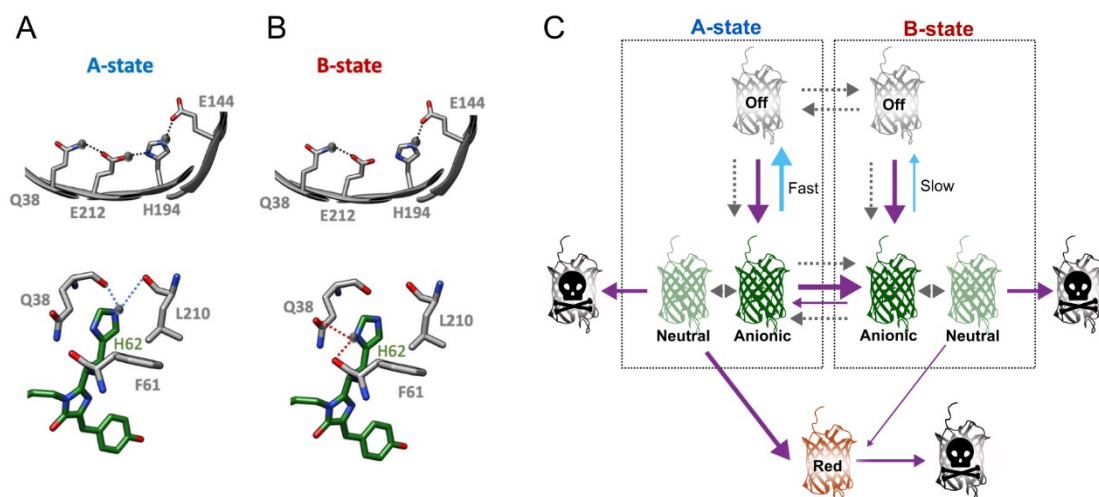 A
A-state
E144
Q38
E212
H194
Q38
L210
H62
F61
B
B-state
E144
Q38
E212
H194
Q38
L210
H62
F61
C
A-state
B-state
Off
Off
Fast
Slow
Neutral
Anionic
Anionic
Neutral
Red